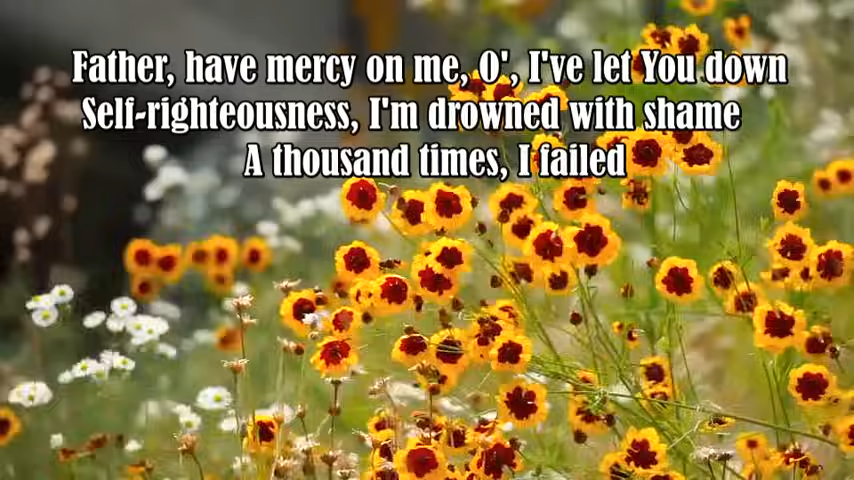 Father, have mercy on me, O', I've let You down
Self-righteousness, I'm drowned with shame
A thousand times, I failed